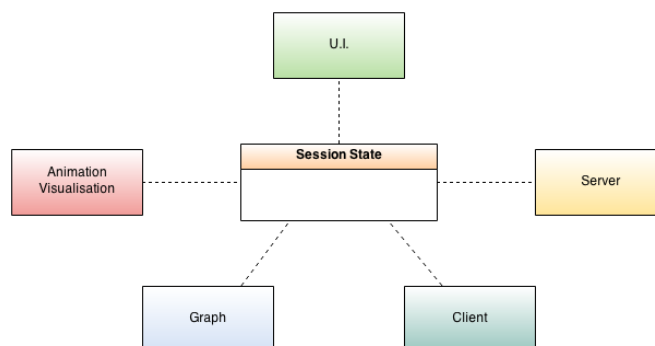 U.I.
Session State
Animation
Visualisation
Server
Graph
Client